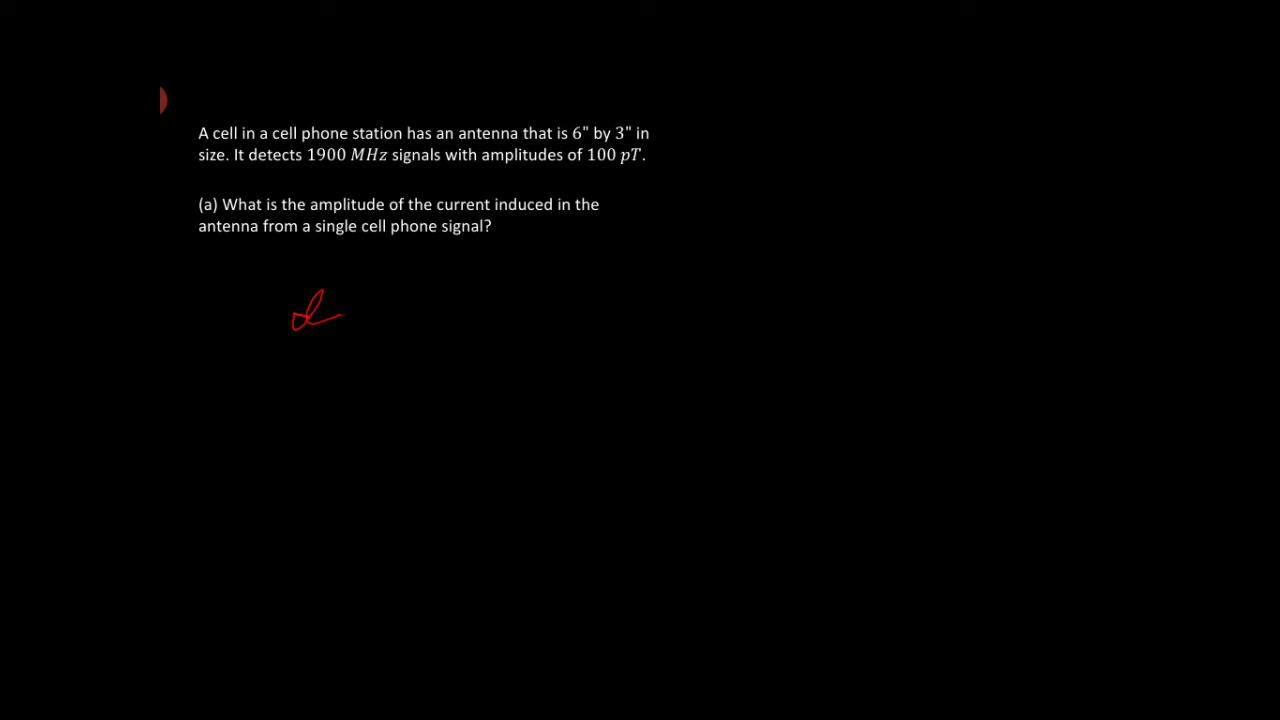 A cell in a cell phone station has an antenna that is 6" by 3" in
size. It detects 1900 MHz signals with amplitudes of 100 pT.
(a) What is the amplitude of the current induced in the
antenna from a single cell phone signal?